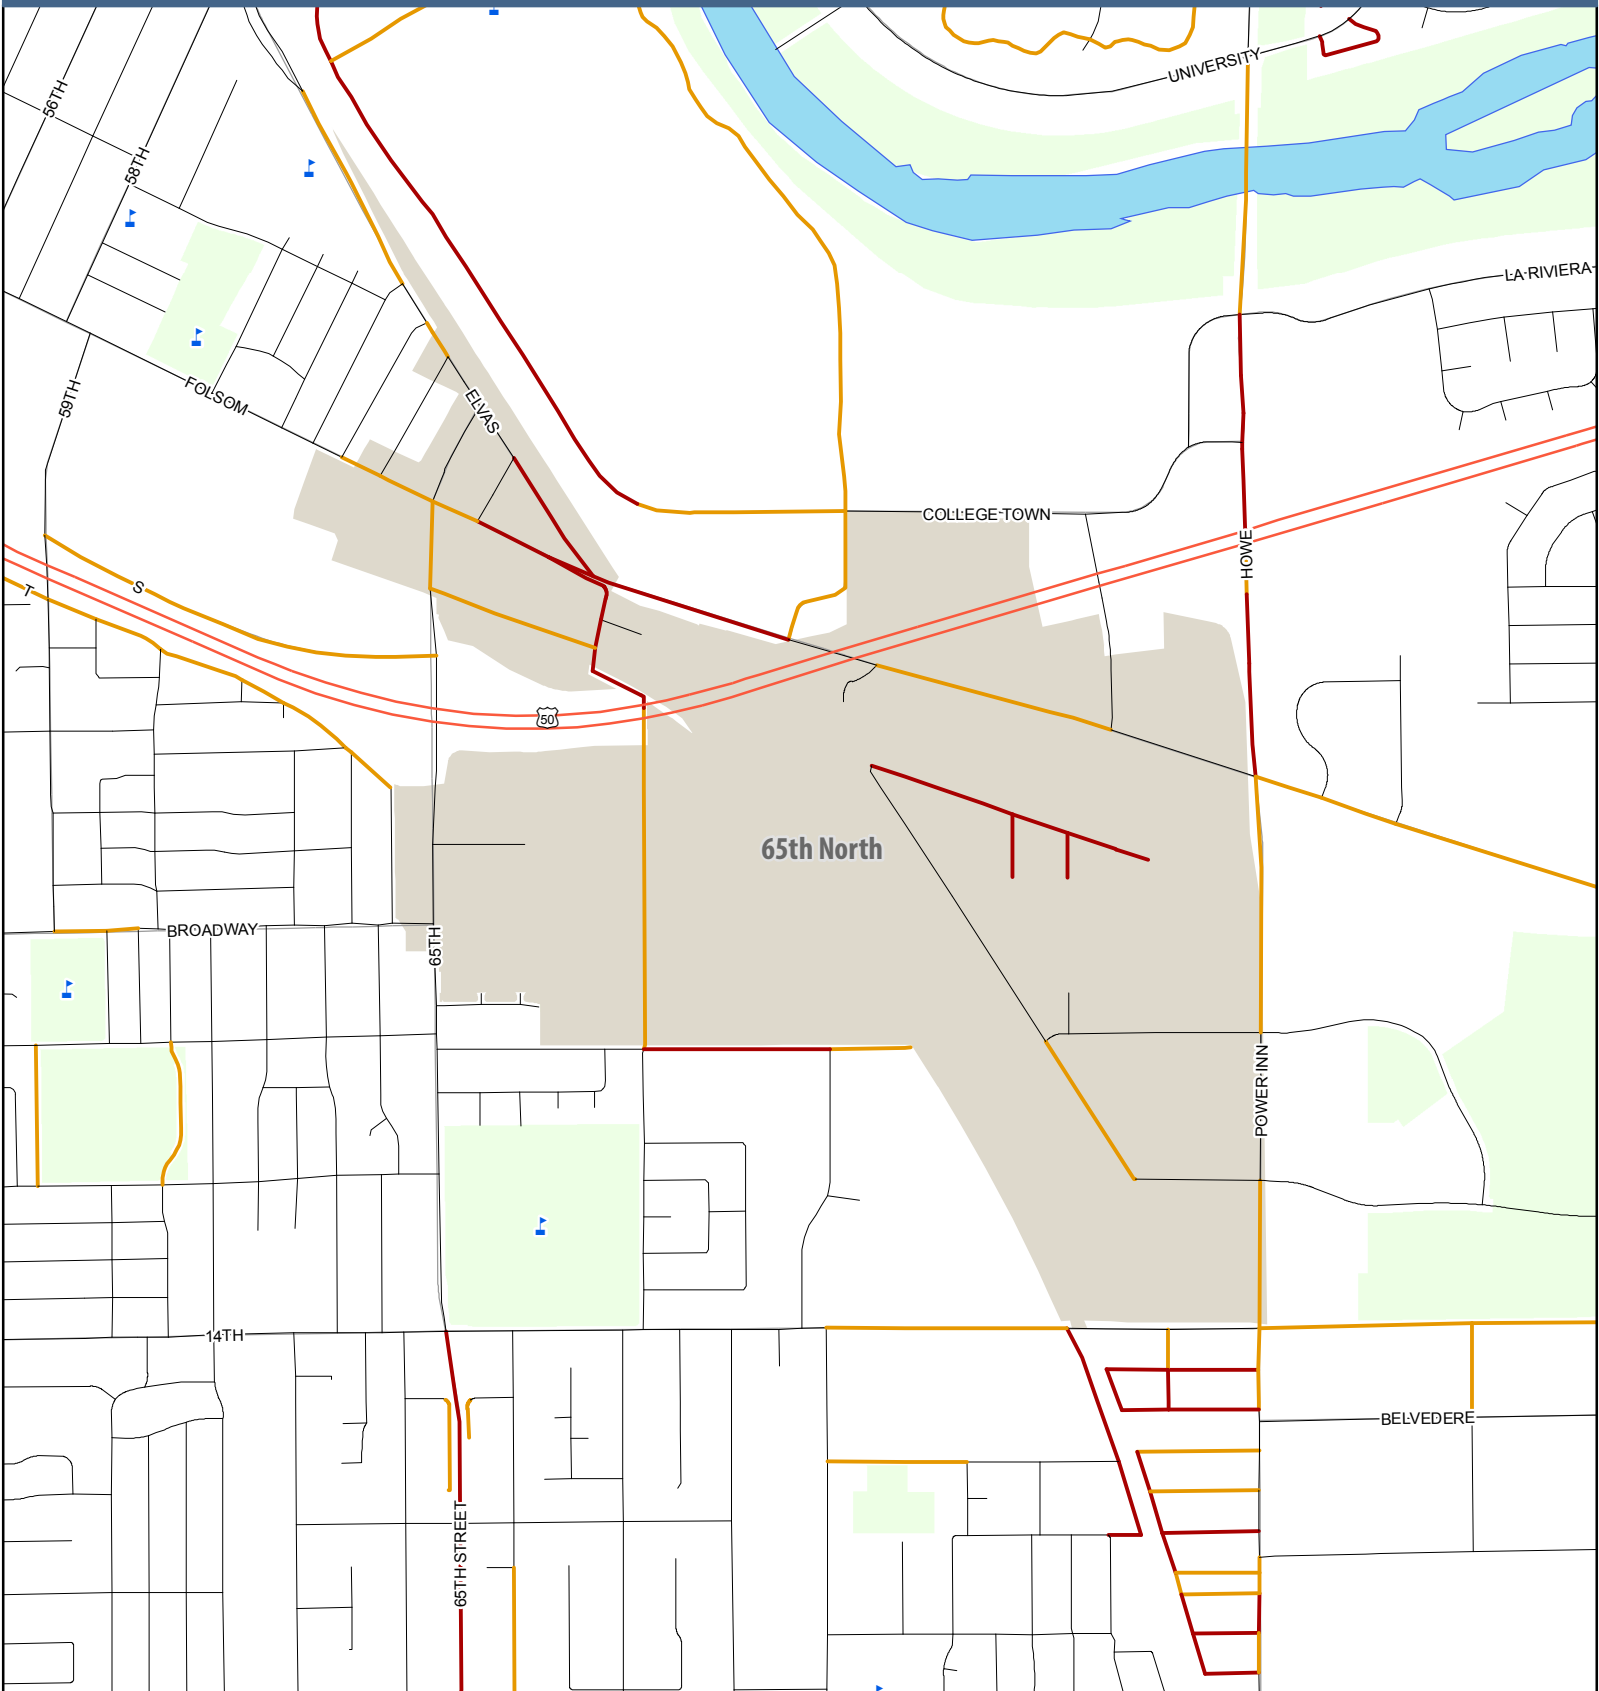 UNIVERSITY
56TH
58TH
LA RIVIERA
59TH
FOLSOM
ELVAS
COLLEGE TOWN
HOWE
S
T
50
65th North
BROADWAY
65TH
POWER INN
14TH
BELVEDERE
65TH STREET